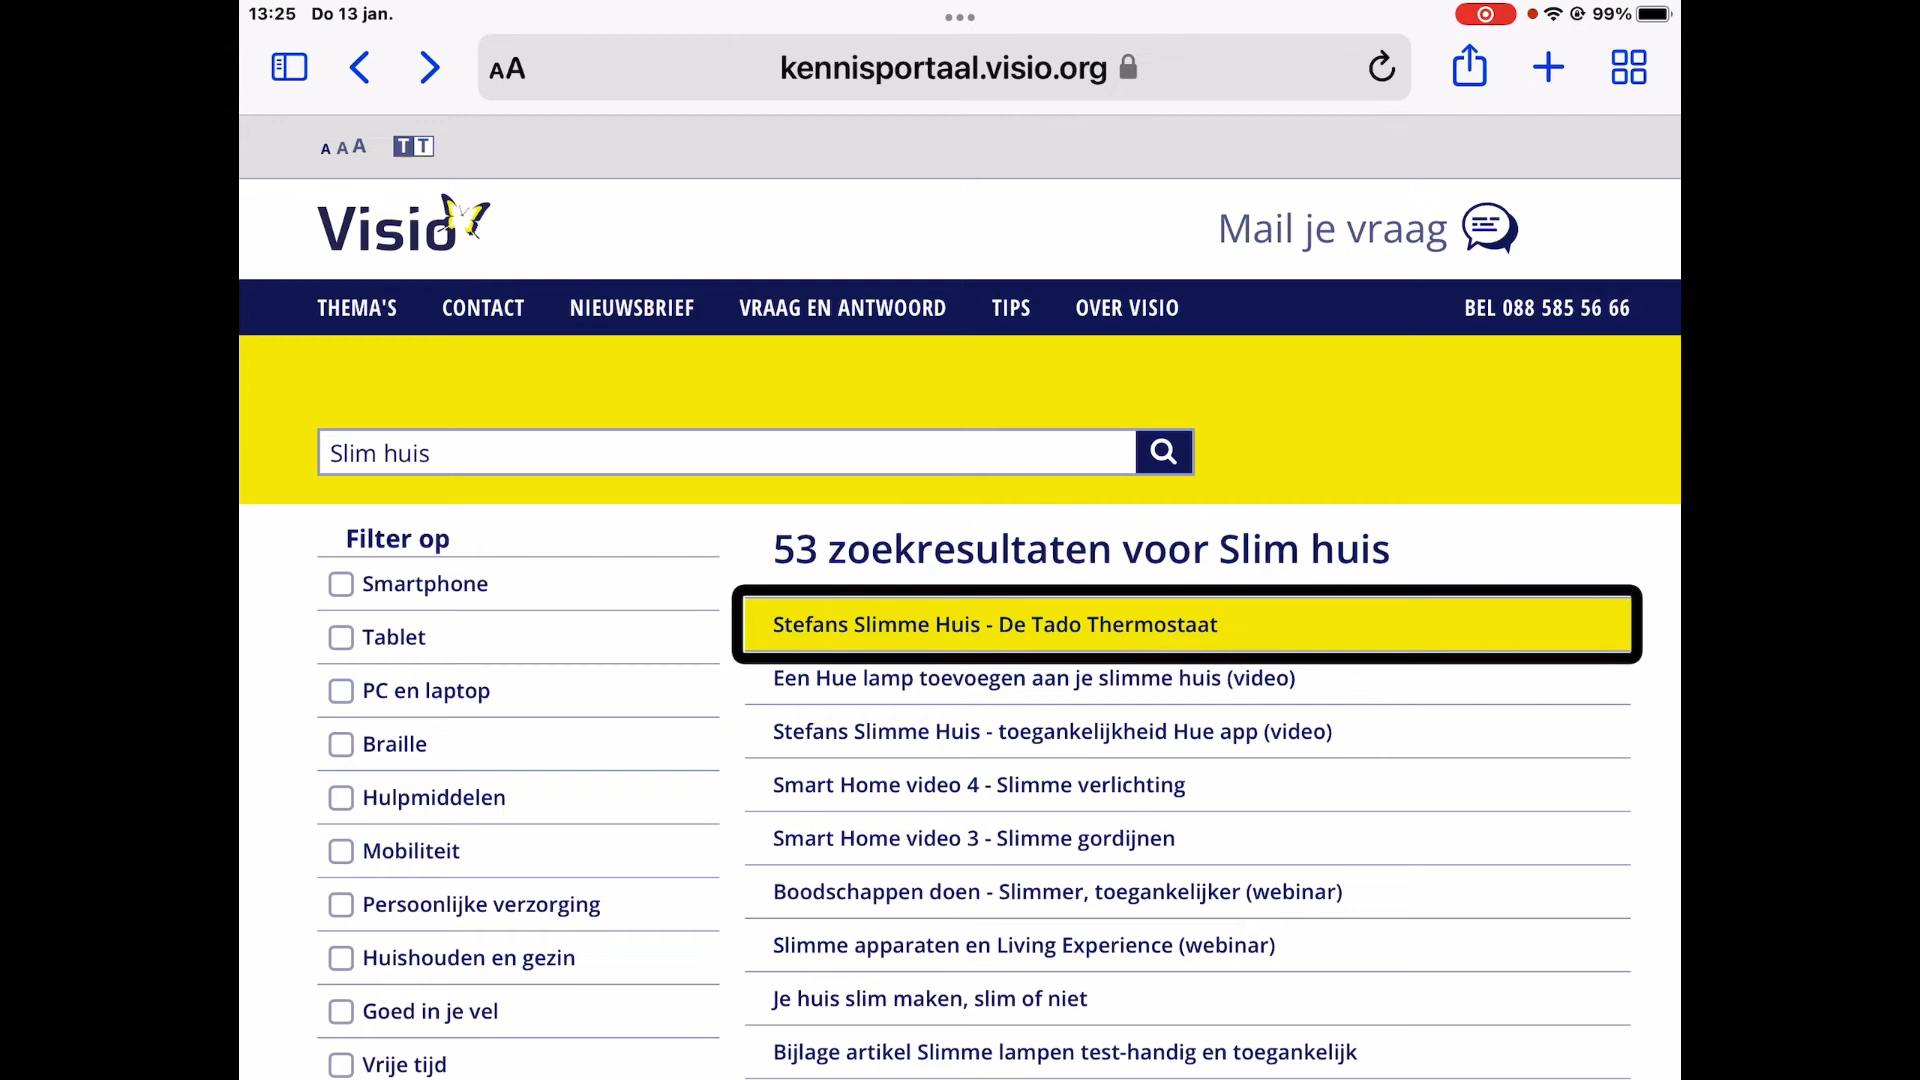 13:25 Do 13 jan.
99%
AA
kennisportaal.visio.org
A A A TT
Visio
Mail je vraag
THEMA'S CONTACT NIEUWSBRIEF VRAAG EN ANTWOORD TIPS OVER VISIO BEL 088 585 56 66
Slim huis
Filter op
Smartphone
Tablet
PC en laptop
Braille
Hulpmiddelen
Mobiliteit
Persoonlijke verzorging
Huishouden en gezin
Goed in je vel
Vrije tijd
53 zoekresultaten voor Slim huis
Stefans Slimme Huis - De Tado Thermostaat
Een Hue lamp toevoegen aan je slimme huis (video)
Stefans Slimme Huis - toegankelijkheid Hue app (video)
Smart Home video 4 - Slimme verlichting
Smart Home video 3 - Slimme gordijnen
Boodschappen doen - Slimmer, toegankelijker (webinar)
Slimme apparaten en Living Experience (webinar)
Je huis slim maken, slim of niet
Bijlage artikel Slimme lampen test-handig en toegankelijk